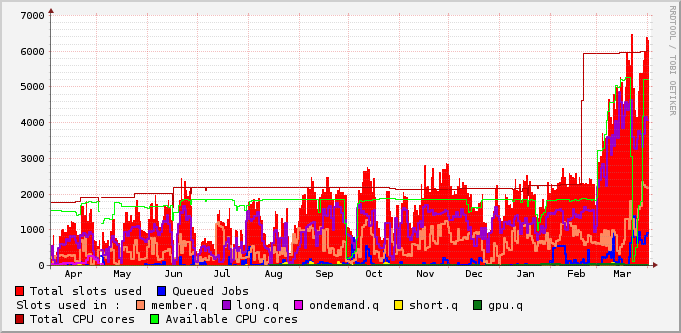 7000
6000
5000
4000
3000
2000
1000
0
Apr May Jun Jul Aug Sep Oct Nov Dec Jan Feb Mar
RRDTOOL / TOBI OETIKER
Total slots used Queued Jobs
Slots used in : member.q long.q ondemand.q short.q gpu.q
Total CPU cores Available CPU cores